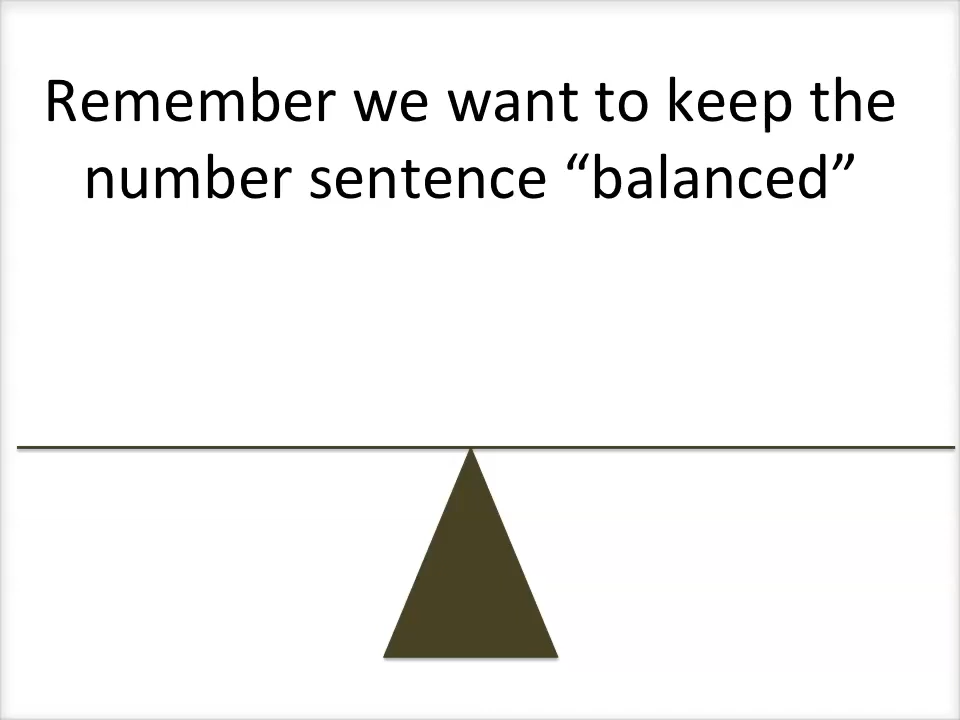 Remember we want to keep the
number sentence “balanced”